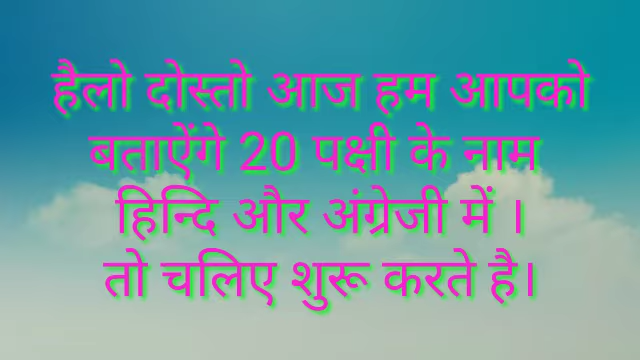 हैलो दोस्तो आज हम आपको
बताऐंगे 20 पक्षी के नाम
हिन्दि और अंग्रेजी में ।
तो चलिए शुरू करते है।